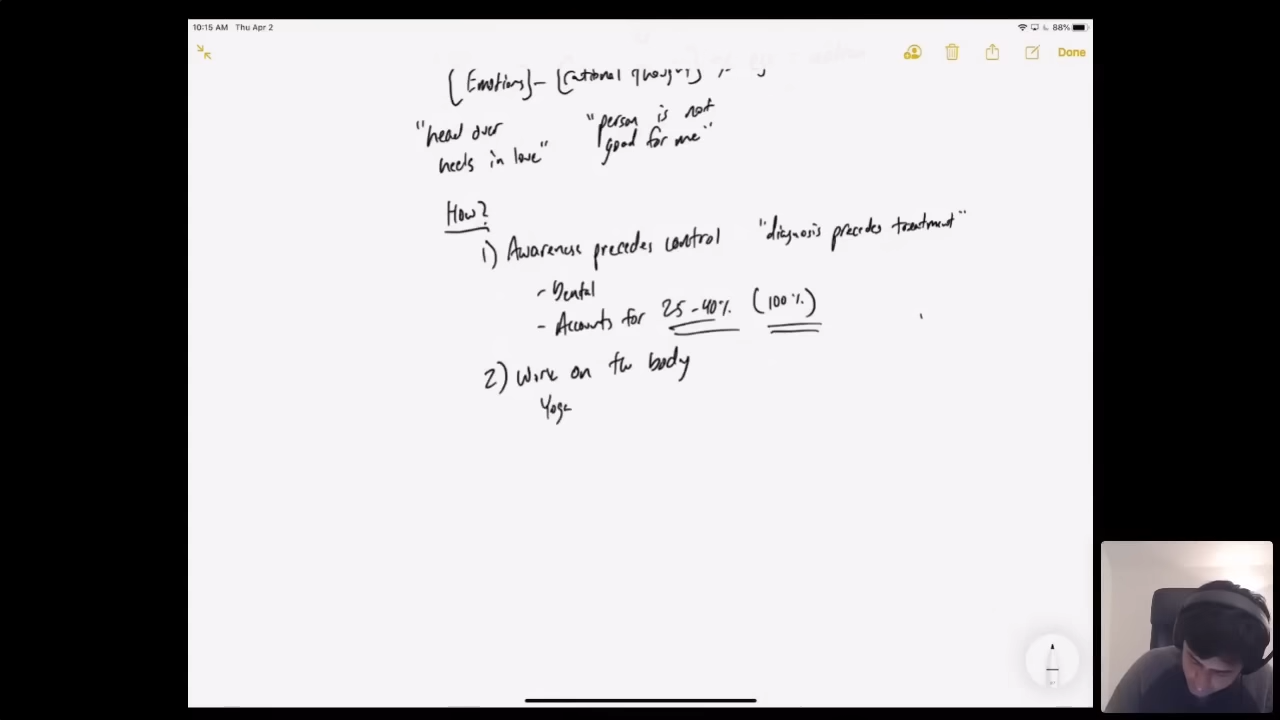 10:15 AM Thu Apr 2
88%
Done
[Emotions] - [rational thought]
"head over
heels in love"
"person is not
good for me"
How?
1) Awareness precedes control "diagnosis precedes treatment"
- Dental
- Accounts for 25-40% (100%)
2) Work on the body
Yoga